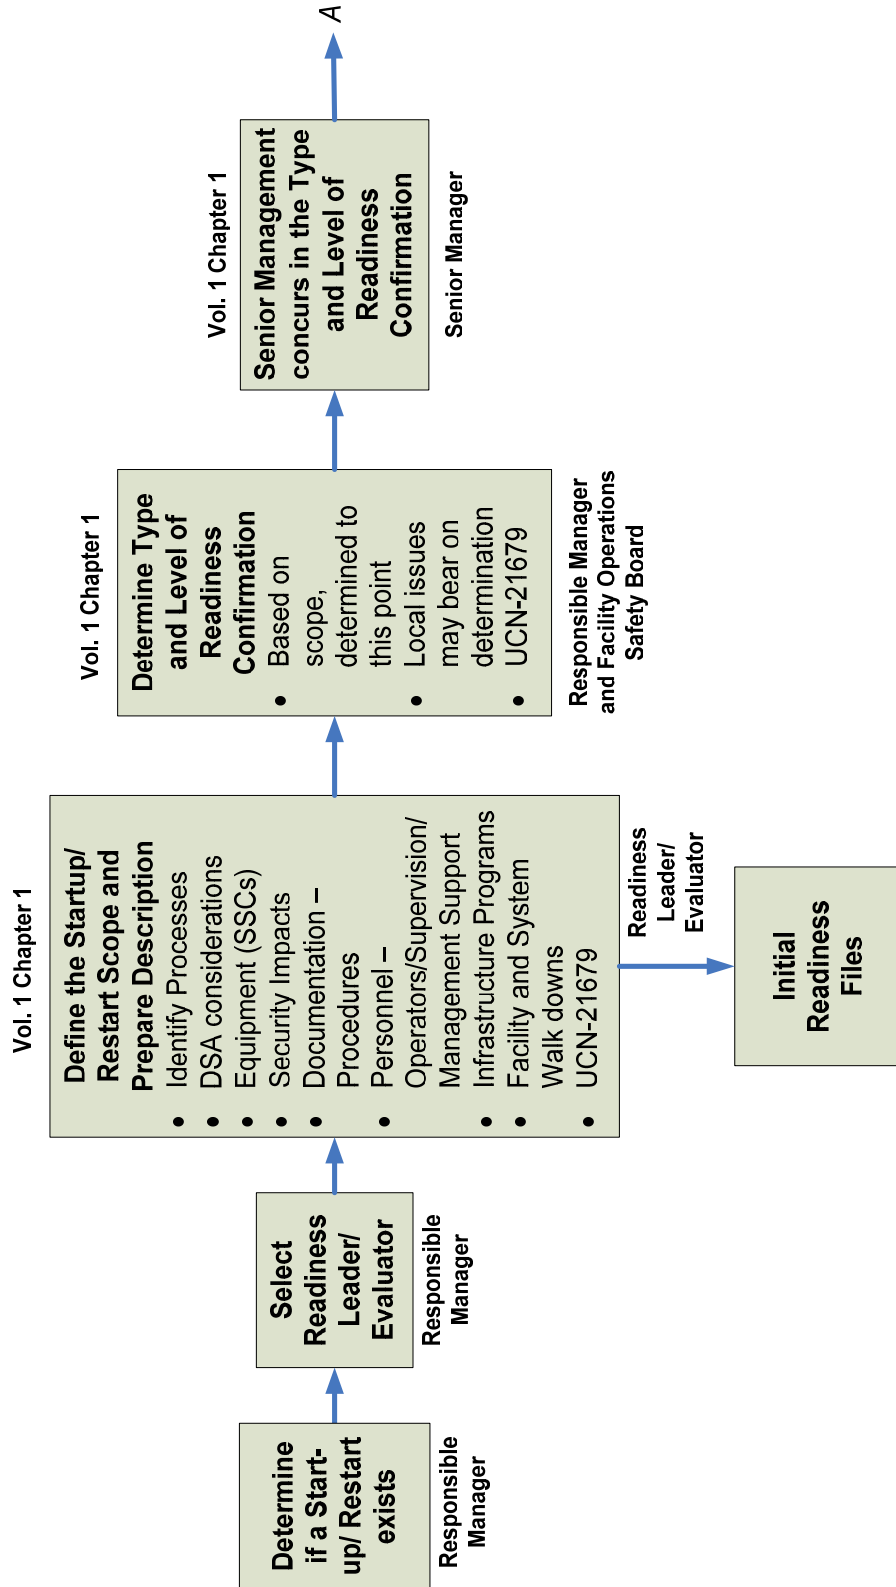 Determine
if a Start-
up/ Restart
exists
Responsible
Manager
Select
Readiness
Leader/
Evaluator
Responsible
Manager
Vol. 1 Chapter 1
Define the Startup/
Restart Scope and
Prepare Description
• Identify Processes
• DSA considerations
• Equipment (SSCs)
• Security Impacts
• Documentation –
Procedures
• Personnel –
Operators/Supervision/
Management Support
• Infrastructure Programs
• Facility and System
Walk downs
• UCN-21679
Readiness
Leader/
Evaluator
Initial
Readiness
Files
Vol. 1 Chapter 1
Determine Type
and Level of
Readiness
Confirmation
• Based on
scope,
determined to
this point
• Local issues
may bear on
determination
• UCN-21679
Responsible Manager
and Facility Operations
Safety Board
Vol. 1 Chapter 1
Senior Management
concurs in the Type
and Level of
Readiness
Confirmation
Senior Manager
A